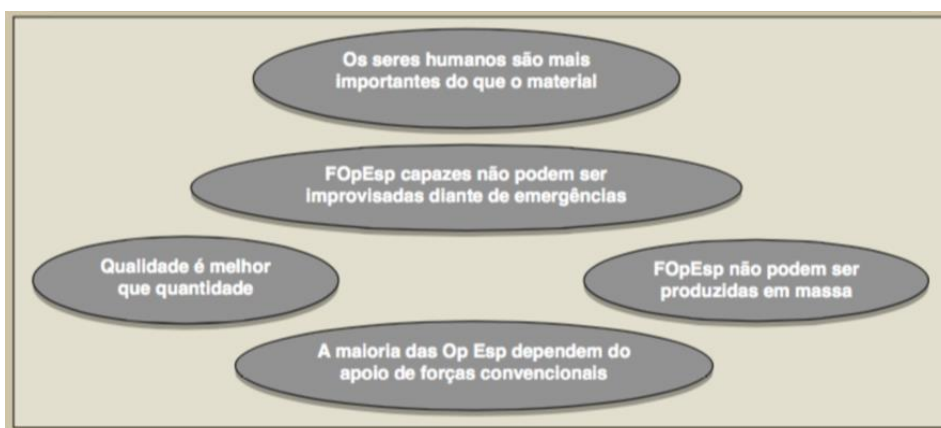 Os seres humanos são mais
importantes do que o material
FOpEsp capazes não podem ser
improvisadas diante de emergências
Qualidade é melhor
que quantidade
FOpEsp não podem ser
produzidas em massa
A maioria das Op Esp dependem do
apoio de forças convencionais